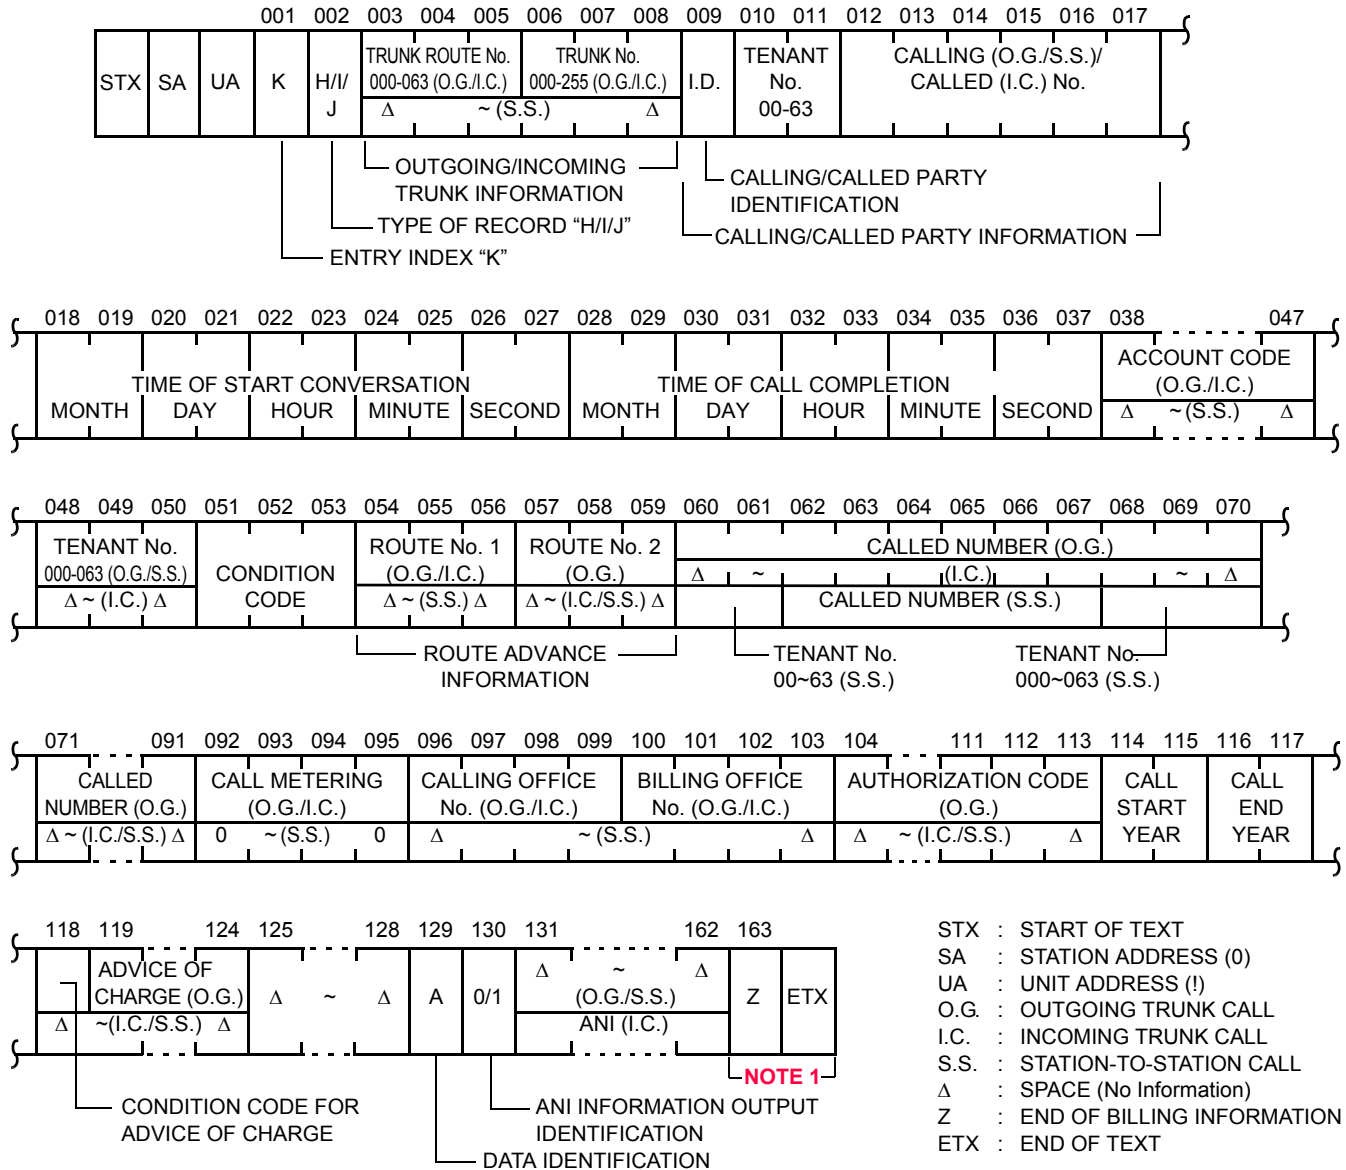 001 002 003 004 005 006 007 008 009 010 011 012 013 014 015 016 017
STX SA UA K H/I/ J
TRUNK ROUTE No. 000-063 (O.G./I.C.)
TRUNK No. 000-255 (O.G./I.C.)
Δ ~ (S.S.) Δ
I.D.
TENANT No. 00-63
CALLING (O.G./S.S.)/ CALLED (I.C.) No.
OUTGOING/INCOMING TRUNK INFORMATION
TYPE OF RECORD “H/I/J”
ENTRY INDEX “K”
CALLING/CALLED PARTY IDENTIFICATION
CALLING/CALLED PARTY INFORMATION
018 019 020 021 022 023 024 025 026 027 028 029 030 031 032 033 034 035 036 037 038 047
TIME OF START CONVERSATION
MONTH DAY HOUR MINUTE SECOND
TIME OF CALL COMPLETION
MONTH DAY HOUR MINUTE SECOND
ACCOUNT CODE (O.G./I.C.)
Δ ~ (S.S.) Δ
048 049 050 051 052 053 054 055 056 057 058 059 060 061 062 063 064 065 066 067 068 069 070
TENANT No. 000-063 (O.G./S.S.)
Δ ~ (I.C.) Δ
CONDITION CODE
ROUTE No. 1 (O.G./I.C.)
Δ ~ (S.S.) Δ
ROUTE No. 2 (O.G.)
Δ ~ (I.C./S.S.) Δ
CALLED NUMBER (O.G.)
Δ ~ (I.C.) ~ Δ
CALLED NUMBER (S.S.)
ROUTE ADVANCE INFORMATION
TENANT No. 00~63 (S.S.)
TENANT No. 000~063 (S.S.)
071 091 092 093 094 095 096 097 098 099 100 101 102 103 104 111 112 113 114 115 116 117
CALLED NUMBER (O.G.)
Δ ~ (I.C./S.S.) Δ
CALL METERING (O.G./I.C.)
0 ~ (S.S.) 0
CALLING OFFICE No. (O.G./I.C.)
BILLING OFFICE No. (O.G./I.C.)
Δ ~ (S.S.) Δ
AUTHORIZATION CODE (O.G.)
Δ ~ (I.C./S.S.) Δ
CALL START YEAR
CALL END YEAR
118 119 124 125 128 129 130 131 162 163
ADVICE OF CHARGE (O.G.)
Δ ~(I.C./S.S.) Δ
Δ ~ Δ
A
0/1
Δ ~ Δ
(O.G./S.S.)
ANI (I.C.)
Z ETX
NOTE 1
CONDITION CODE FOR ADVICE OF CHARGE
ANI INFORMATION OUTPUT IDENTIFICATION
DATA IDENTIFICATION
STX : START OF TEXT
SA : STATION ADDRESS (0)
UA : UNIT ADDRESS (!)
O.G. : OUTGOING TRUNK CALL
I.C. : INCOMING TRUNK CALL
S.S. : STATION-TO-STATION CALL
Δ : SPACE (No Information)
Z : END OF BILLING INFORMATION
ETX : END OF TEXT